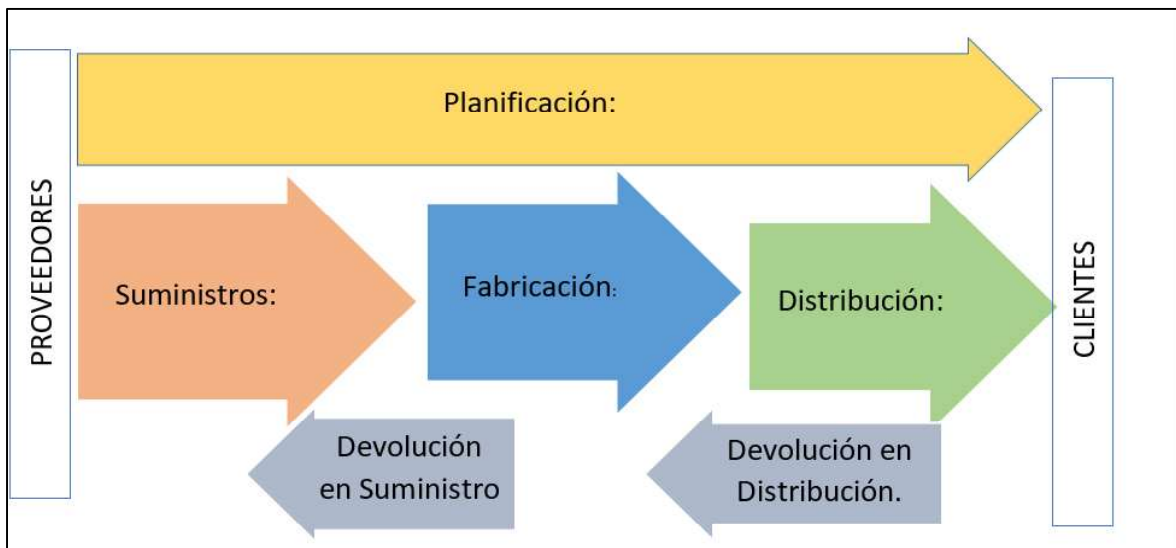 Planificación:
PROVEEDORES
Suministros:
Fabricación:
Distribución:
CLIENTES
Devolución
en Suministro
Devolución en
Distribución.